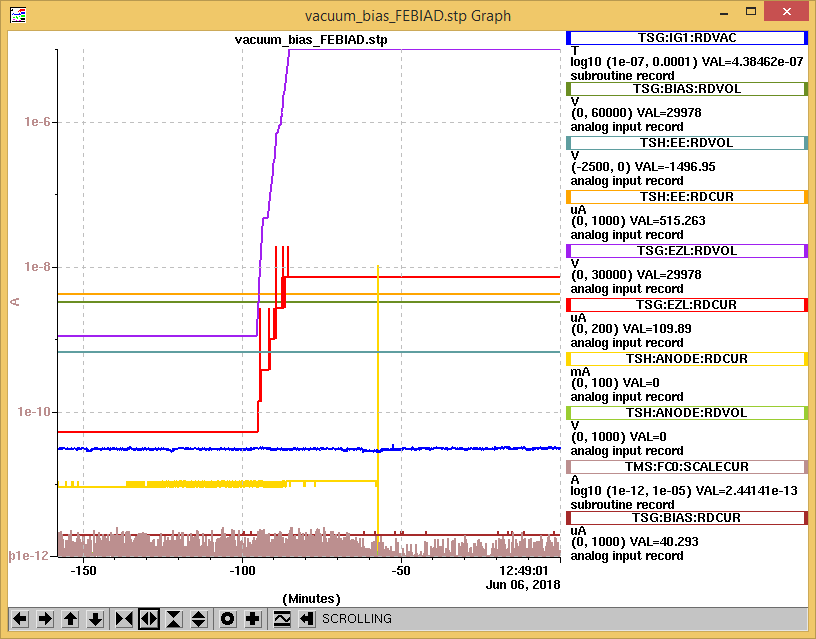 vacuum_bias_FEBIAD.stp Graph
vacuum_bias_FEBIAD.stp
1e-6
1e-8
A
1e-10
1e-12
-150
-100
-50
12:49:01
Jun 06, 2018
(Minutes)
TSG:IG1:RDVAC
T
log10 (1e-07, 0.0001) VAL=4.38462e-07
subroutine record
TSG:BIAS:RDVOL
V
(0, 60000) VAL=29978
analog input record
TSH:EE:RDVOL
V
(-2500, 0) VAL=-1496.95
analog input record
TSH:EE:RDCUR
uA
(0, 1000) VAL=515.263
analog input record
TSG:EZL:RDVOL
V
(0, 30000) VAL=29978
analog input record
TSG:EZL:RDCUR
uA
(0, 200) VAL=109.89
analog input record
TSH:ANODE:RDCUR
mA
(0, 100) VAL=0
analog input record
TSH:ANODE:RDVOL
V
(0, 1000) VAL=0
analog input record
TMS:FC0:SCALECUR
A
log10 (1e-12, 1e-05) VAL=2.44141e-13
subroutine record
TSG:BIAS:RDCUR
uA
(0, 1000) VAL=40.293
analog input record
SCROLLING